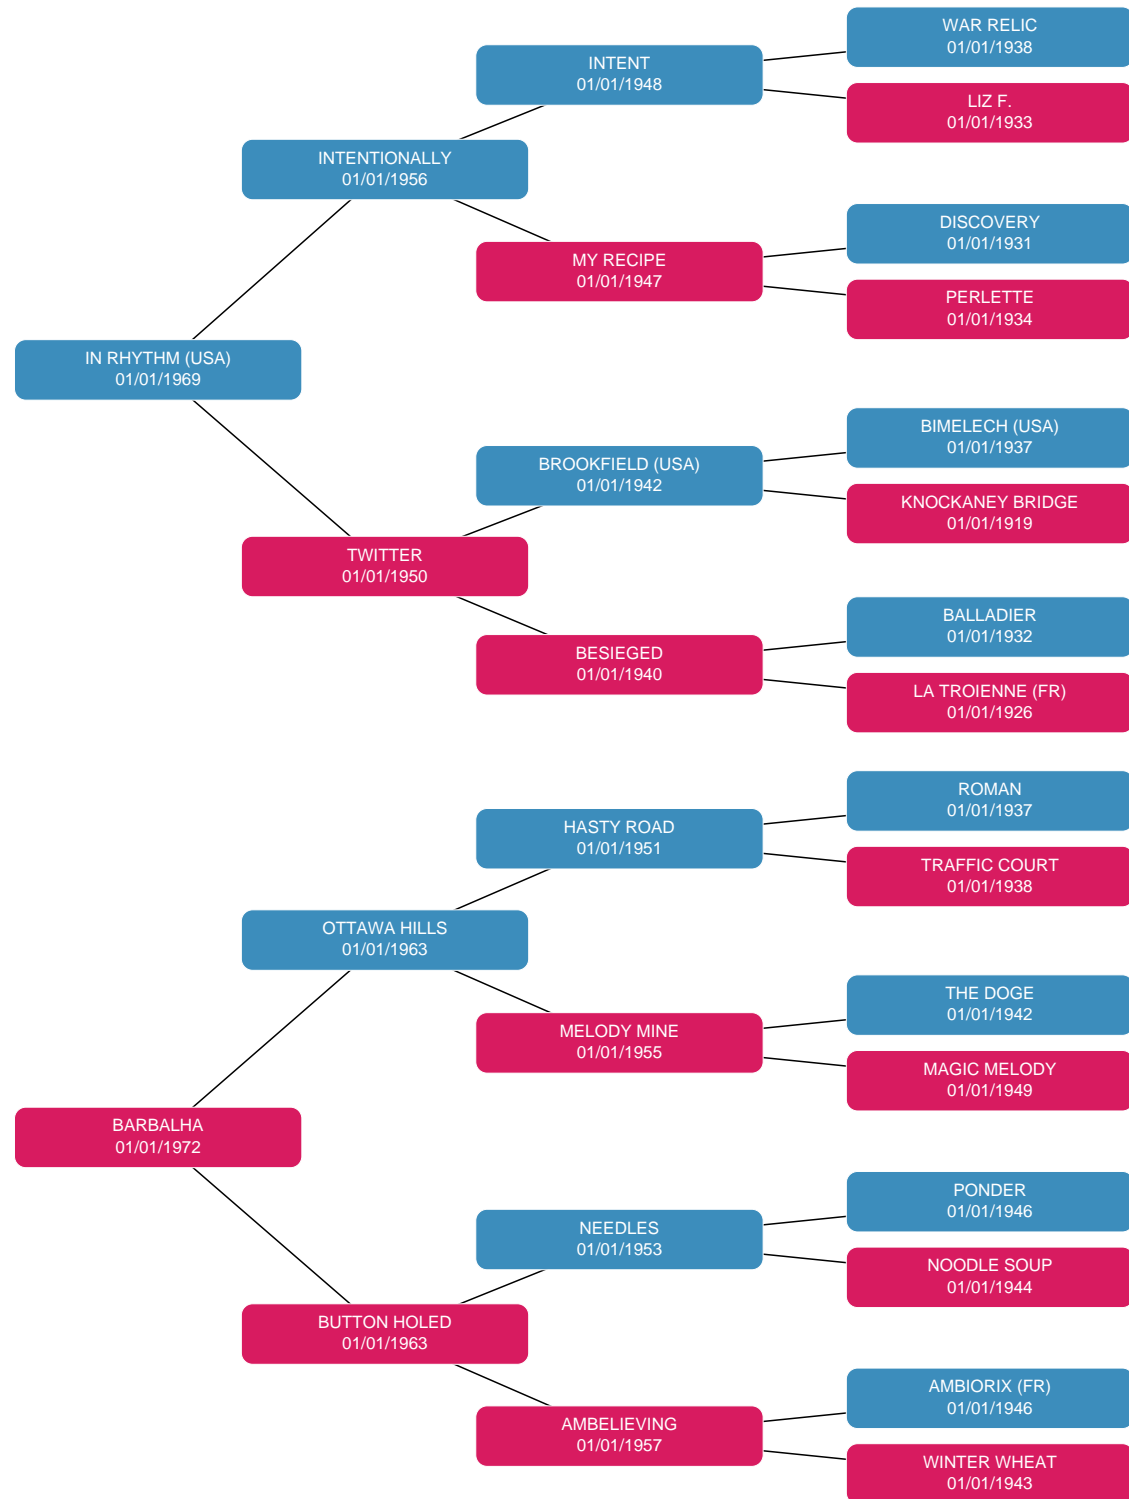 WAR RELIC
01/01/1938
INTENT
01/01/1948
LIZ F.
01/01/1933
INTENTIONALLY
01/01/1956
DISCOVERY
01/01/1931
MY RECIPE
01/01/1947
PERLETTE
01/01/1934
IN RHYTHM (USA)
01/01/1969
BIMELECH (USA)
01/01/1937
BROOKFIELD (USA)
01/01/1942
KNOCKANEY BRIDGE
01/01/1919
TWITTER
01/01/1950
BALLADIER
01/01/1932
BESIEGED
01/01/1940
LA TROIENNE (FR)
01/01/1926
ROMAN
01/01/1937
HASTY ROAD
01/01/1951
TRAFFIC COURT
01/01/1938
OTTAWA HILLS
01/01/1963
THE DOGE
01/01/1942
MELODY MINE
01/01/1955
MAGIC MELODY
01/01/1949
BARBALHA
01/01/1972
PONDER
01/01/1946
NEEDLES
01/01/1953
NOODLE SOUP
01/01/1944
BUTTON HOLED
01/01/1963
AMBIORIX (FR)
01/01/1946
AMBELIEVING
01/01/1957
WINTER WHEAT
01/01/1943